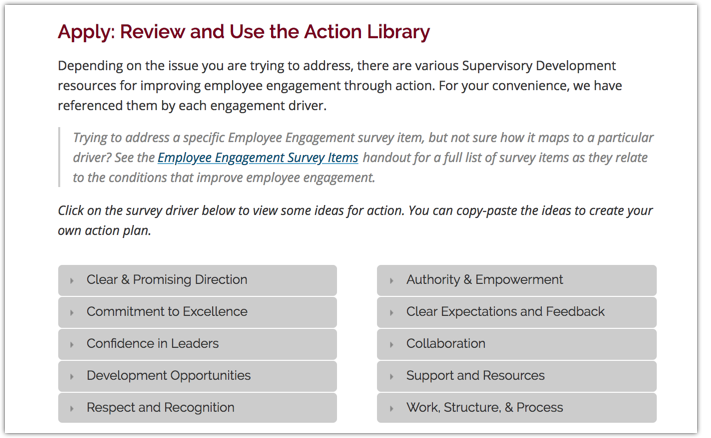 Apply: Review and Use the Action Library
Depending on the issue you are trying to address, there are various Supervisory Development
resources for improving employee engagement through action. For your convenience, we have
referenced them by each engagement driver.
Trying to address a specific Employee Engagement survey item, but not sure how it maps to a particular
driver? See the Employee Engagement Survey Items handout for a full list of survey items as they relate
to the conditions that improve employee engagement.
Click on the survey driver below to view some ideas for action. You can copy-paste the ideas to create your
own action plan.
Clear & Promising Direction
Commitment to Excellence
Confidence in Leaders
Development Opportunities
Respect and Recognition
Authority & Empowerment
Clear Expectations and Feedback
Collaboration
Support and Resources
Work, Structure, & Process